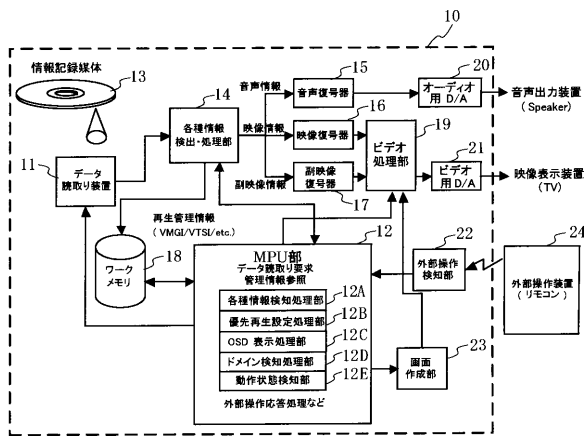 10
情報記録媒体
13
14
各種情報
検出・処理部
音声情報
映像情報
副映像情報
15
音声復号器
16
映像復号器
副映像
復号器
17
19
ビデオ
処理部
20
オーディオ
用 D/A
音声出力装置
(Speaker)
21
ビデオ
用 D/A
映像表示装置
(TV)
11
データ
読取り装置
再生管理情報
(VMGI/VTSI/etc.)
18
ワーク
メモリ
12
MPU部
データ読取り要求
管理情報参照
各種情報検知処理部
12A
優先再生設定処理部
12B
OSD 表示処理部
12C
ドメイン検知処理部
12D
動作状態検知部
12E
外部操作応答処理など
22
外部操作
検知部
24
外部操作装置
(リモコン)
23
画面
作成部